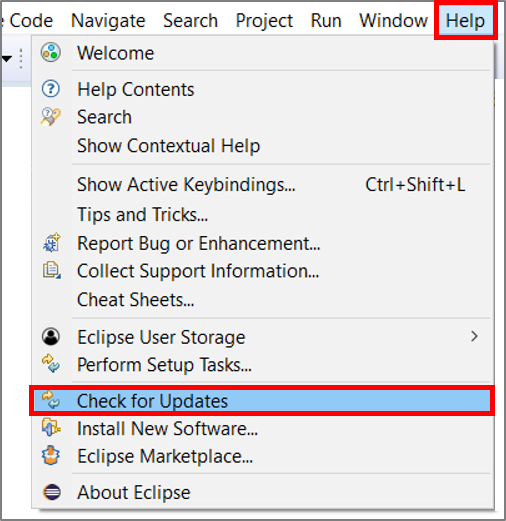 e Code Navigate Search Project Run Window Help
Welcome
Help Contents
Search
Show Contextual Help
Show Active Keybindings... Ctrl+Shift+L
Tips and Tricks...
Report Bug or Enhancement...
Collect Support Information...
Cheat Sheets...
Eclipse User Storage
Perform Setup Tasks...
Check for Updates
Install New Software...
Eclipse Marketplace...
About Eclipse